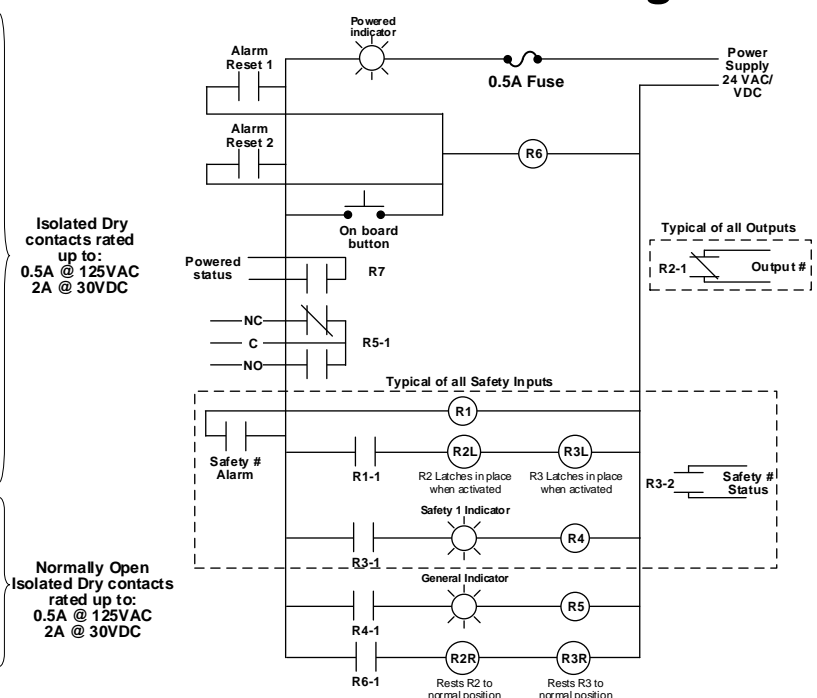 Powered
indicator
Alarm
Reset 1
0.5A Fuse
Power
Supply
24 VAC/
VDC
Alarm
Reset 2
R6
On board
button
Isolated Dry
contacts rated
up to:
0.5A @ 125VAC
2A @ 30VDC
Powered
status
R7
Typical of all Outputs
R2-1
Output #
NC
C
NO
R5-1
Typical of all Safety Inputs
R1
Safety #
Alarm
R1-1
R2L
R2 Latches in place
when activated
R3L
R3 Latches in place
when activated
R3-2
Safety #
Status
Safety 1 Indicator
R3-1
R4
Normally Open
Isolated Dry contacts
rated up to:
0.5A @ 125VAC
2A @ 30VDC
General Indicator
R4-1
R5
R6-1
R2R
Rests R2 to
normal position
R3R
Rests R3 to
normal position